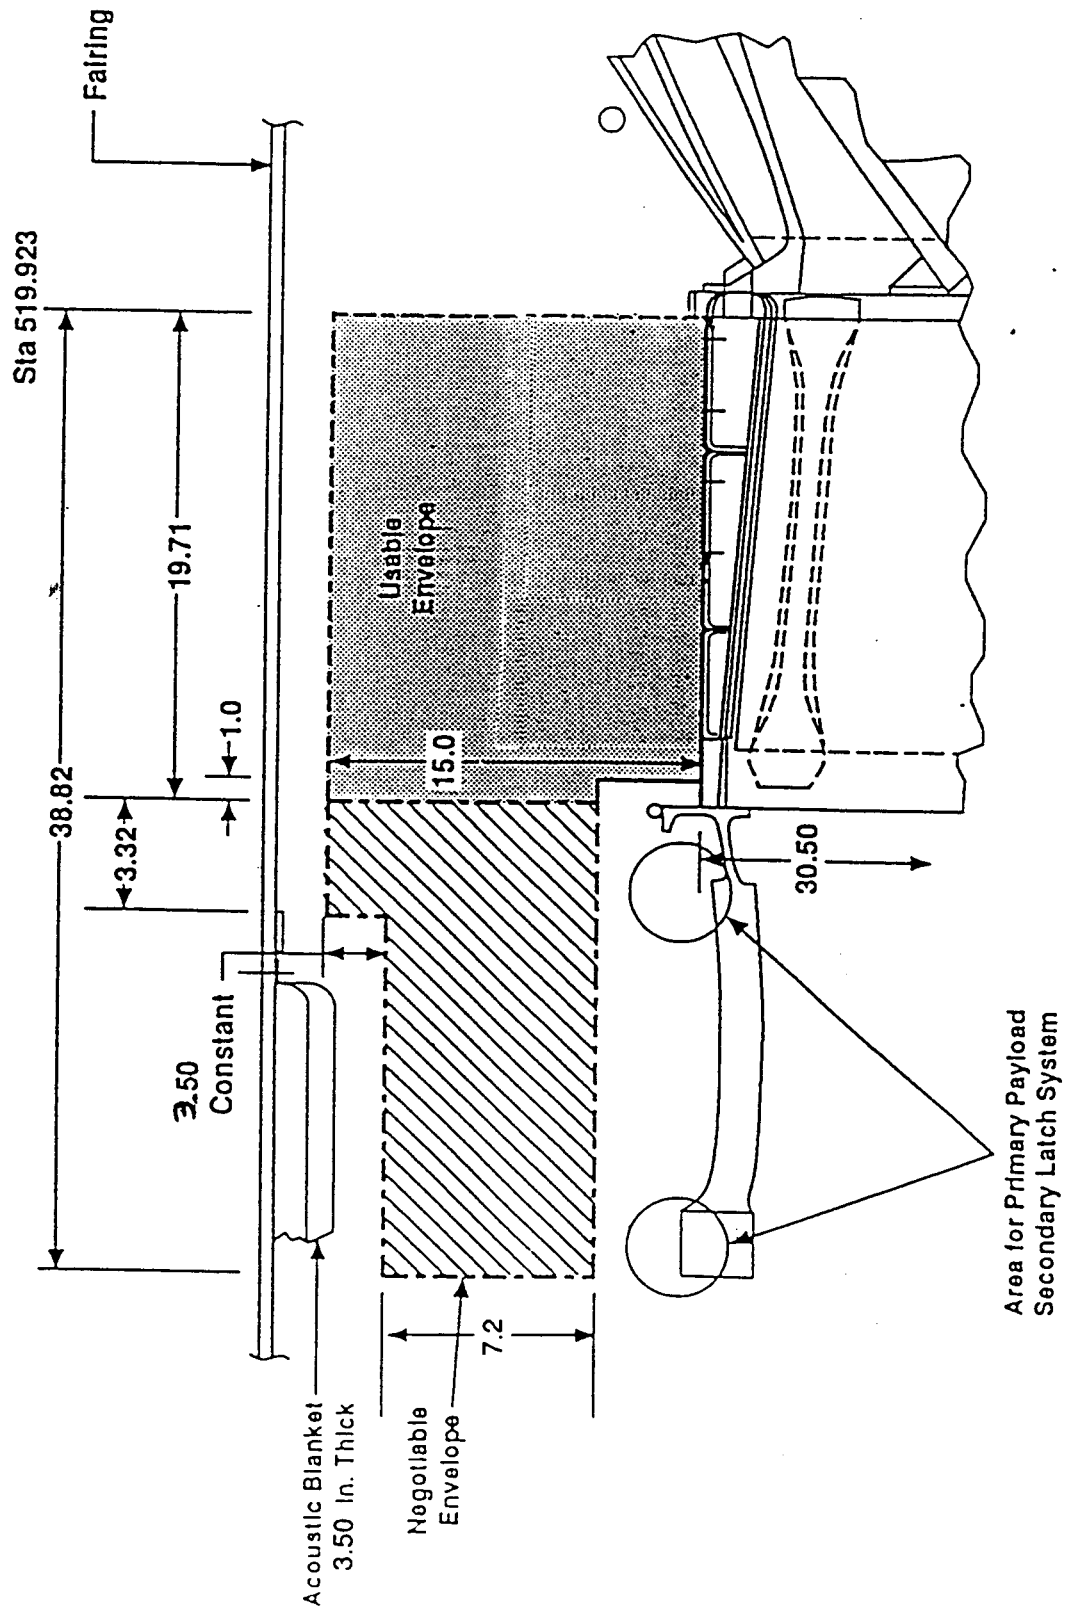 Fairing
Sta 519.923
38.82
19.71
1.0
3.32
3.50
Constant
Usable
Envelope
15.0
30.50
7.2
Acoustic Blanket
3.50 In. Thick
Negotiable
Envelope
Area for Primary Payload
Secondary Latch System